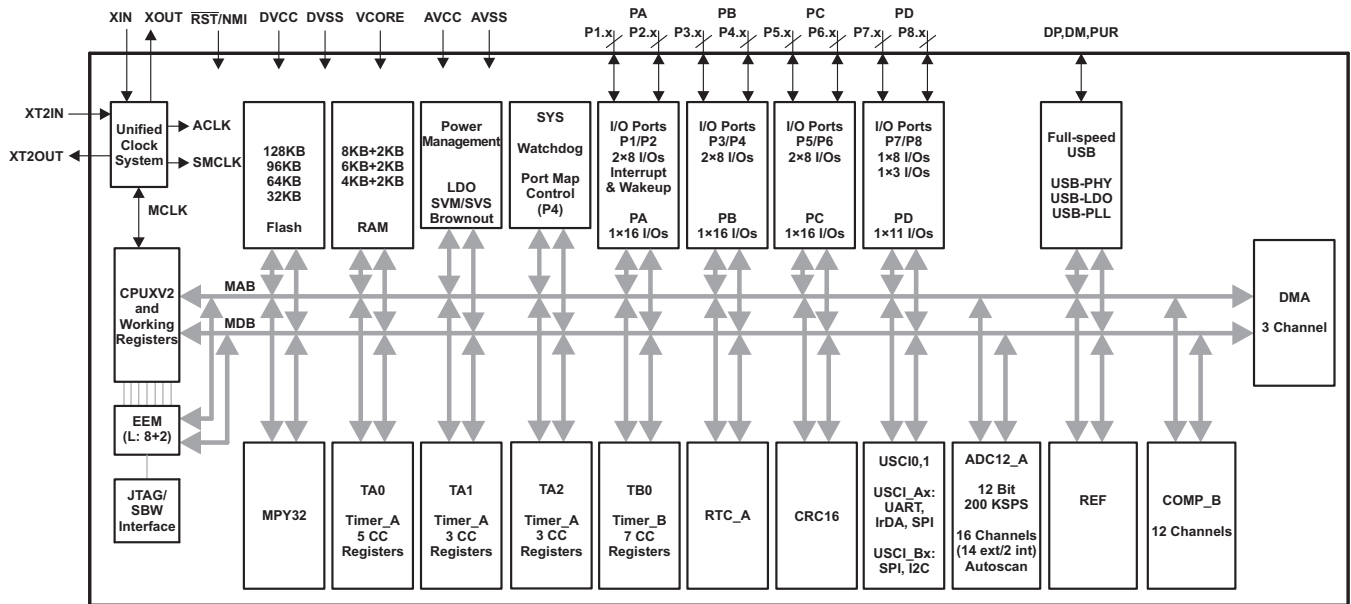 XIN XOUT RST/NMI DVCC DVSS VCORE AVCC AVSS
PA PB PC PD
P1.x P2.x P3.x P4.x P5.x P6.x P7.x P8.x
DP,DM,PUR
XT2IN
XT2OUT
Unified
Clock
System
ACLK
SMCLK
MCLK
128KB
96KB
64KB
32KB
Flash
8KB+2KB
6KB+2KB
4KB+2KB
RAM
Power
Management
LDO
SVM/SVS
Brownout
SYS
Watchdog
Port Map
Control
(P4)
I/O Ports
P1/P2
2×8 I/Os
Interrupt
& Wakeup
PA
1×16 I/Os
I/O Ports
P3/P4
2×8 I/Os
PB
1×16 I/Os
I/O Ports
P5/P6
2×8 I/Os
PC
1×16 I/Os
I/O Ports
P7/P8
1×8 I/Os
1×3 I/Os
PD
1×11 I/Os
Full-speed
USB
USB-PHY
USB-LDO
USB-PLL
CPUXV2
and
Working
Registers
MAB
MDB
DMA
3 Channel
EEM
(L: 8+2)
JTAG/
SBW
Interface
MPY32
TA0
Timer_A
5 CC
Registers
TA1
Timer_A
3 CC
Registers
TA2
Timer_A
3 CC
Registers
TB0
Timer_B
7 CC
Registers
RTC_A
CRC16
USCI0,1
USCI_Ax:
UART,
IrDA, SPI
USCI_Bx:
SPI, I2C
ADC12_A
12 Bit
200 KSPS
16 Channels
(14 ext/2 int)
Autoscan
REF
COMP_B
12 Channels